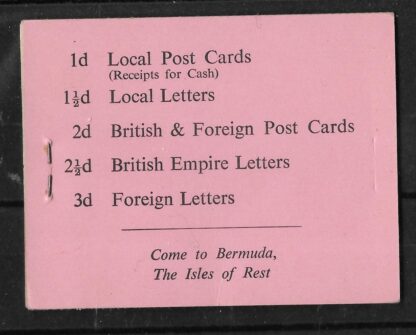 1d Local Post Cards
(Receipts for Cash)
1½d Local Letters
2d British & Foreign Post Cards
2½d British Empire Letters
3d Foreign Letters
Come to Bermuda,
The Isles of Rest